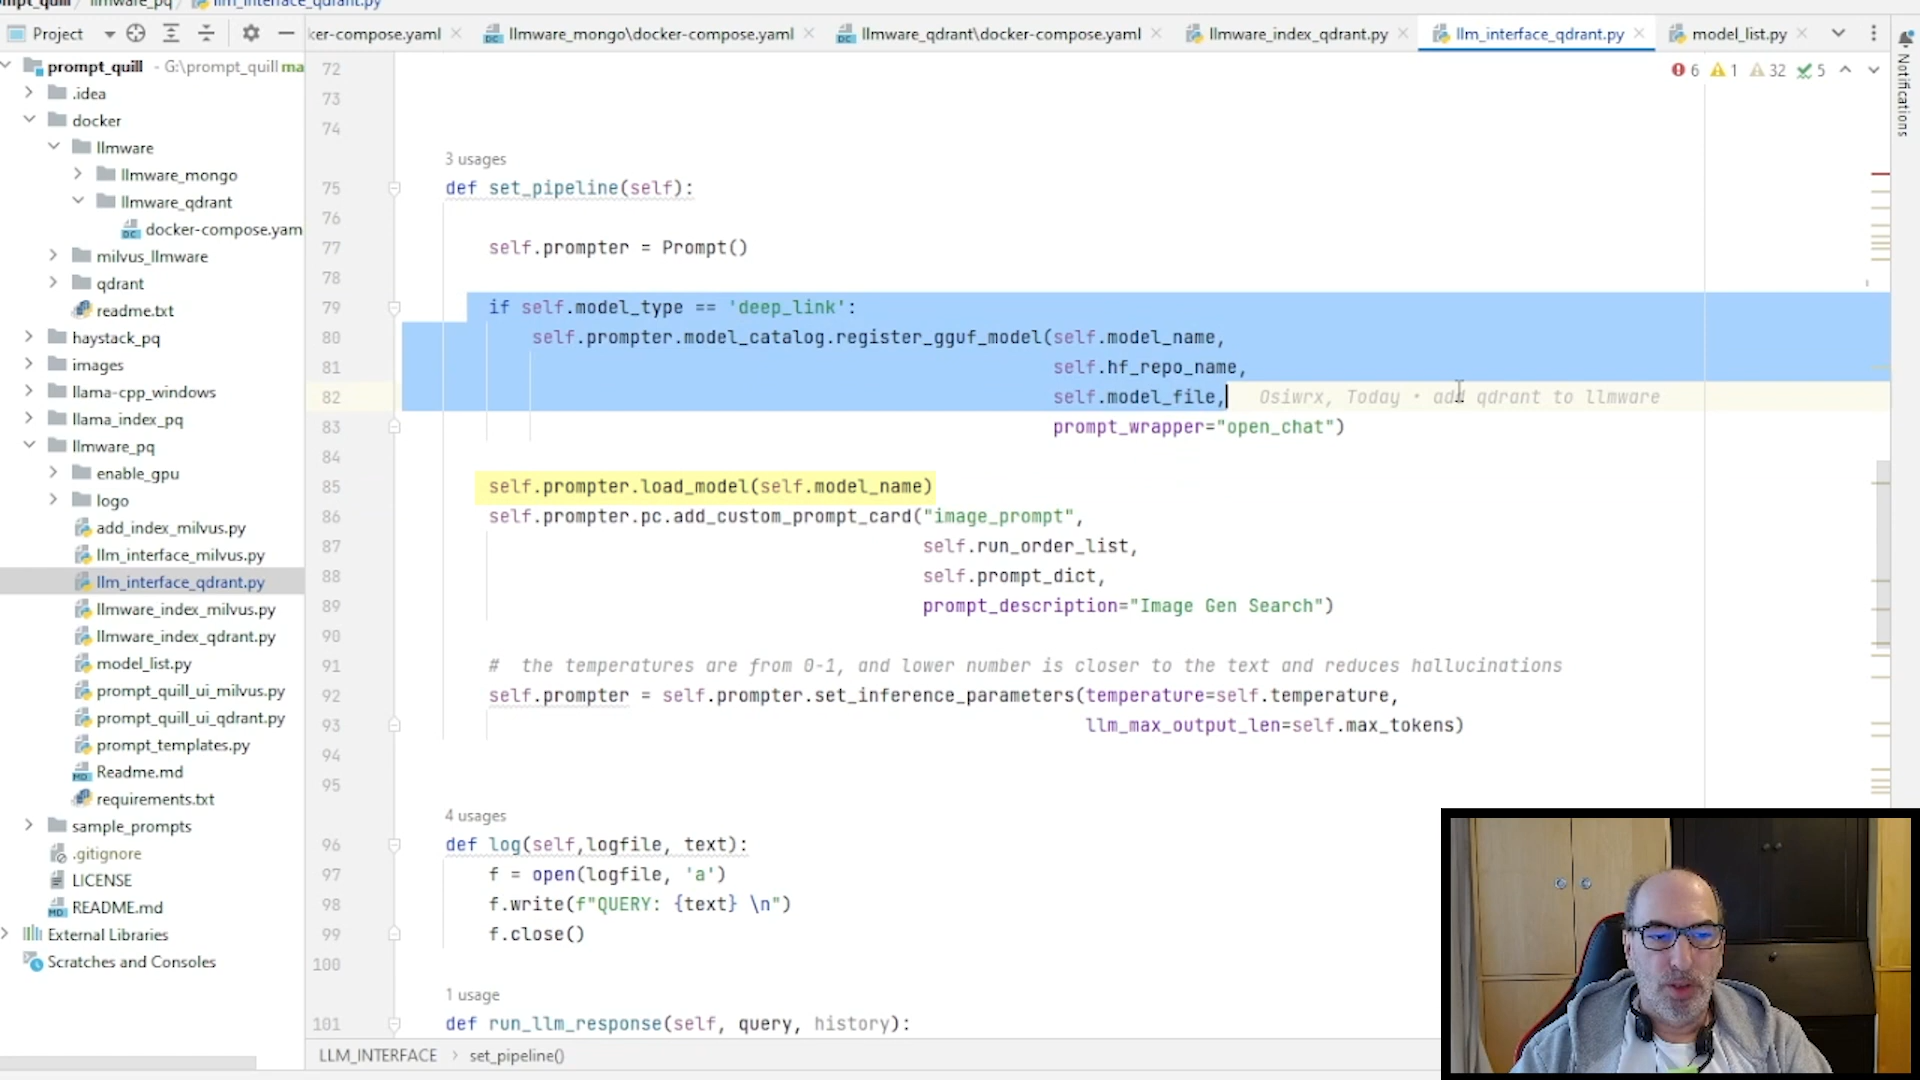 llmware_pq
llm_interface_qdrant.py
Project
ker-compose.yaml
llmware_mongo\docker-compose.yaml
llmware_qdrant\docker-compose.yaml
llmware_index_qdrant.py
llm_interface_qdrant.py
model_list.py
prompt_quill - G:\prompt_quill ma
.idea
docker
llmware
llmware_mongo
llmware_qdrant
docker-compose.yam
milvus_llmware
qdrant
readme.txt
haystack_pq
images
llama-cpp_windows
llama_index_pq
llmware_pq
enable_gpu
logo
add_index_milvus.py
llm_interface_milvus.py
llm_interface_qdrant.py
llmware_index_milvus.py
llmware_index_qdrant.py
model_list.py
prompt_quill_ui_milvus.py
prompt_quill_ui_qdrant.py
prompt_templates.py
Readme.md
requirements.txt
sample_prompts
.gitignore
LICENSE
README.md
External Libraries
Scratches and Consoles
6 1 32 5
Notifications
72
73
74
3 usages
75 def set_pipeline(self):
76
77 self.prompter = Prompt()
78
79 if self.model_type == 'deep_link':
80 self.prompter.model_catalog.register_gguf_model(self.model_name,
81 self.hf_repo_name,
82 self.model_file, Osiwrx, Today • add qdrant to llmware
83 prompt_wrapper="open_chat")
84
85 self.prompter.load_model(self.model_name)
86 self.prompter.pc.add_custom_prompt_card("image_prompt",
87 self.run_order_list,
88 self.prompt_dict,
89 prompt_description="Image Gen Search")
90
91 # the temperatures are from 0-1, and lower number is closer to the text and reduces hallucinations
92 self.prompter = self.prompter.set_inference_parameters(temperature=self.temperature,
93 llm_max_output_len=self.max_tokens)
94
95
4 usages
96 def log(self,logfile, text):
97 f = open(logfile, 'a')
98 f.write(f"QUERY: {text} \n")
99 f.close()
100
1 usage
101 def run_llm_response(self, query, history):
LLM_INTERFACE > set_pipeline()